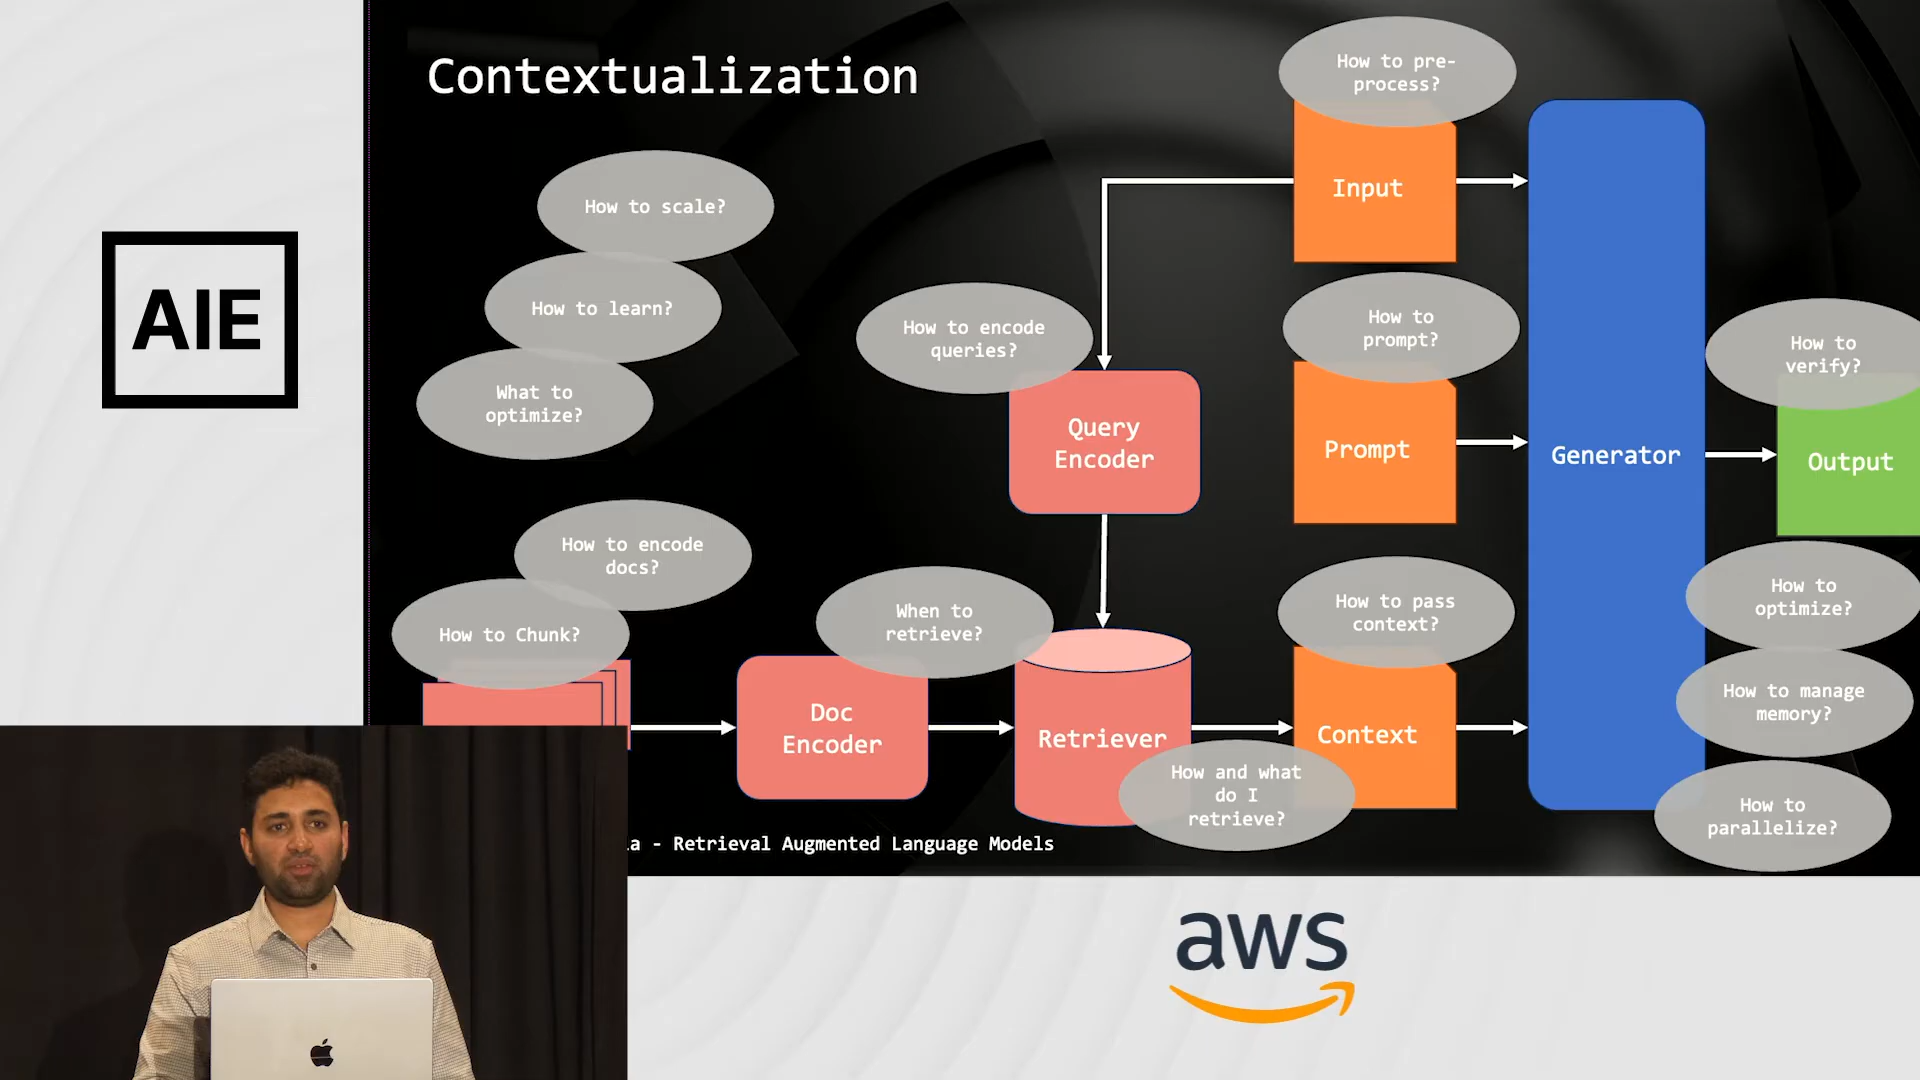 Contextualization
How to pre-
process?
Input
How to scale?
How to learn?
What to
optimize?
How to encode
queries?
Query
Encoder
How to
prompt?
Prompt
Generator
How to
verify?
Output
How to encode
docs?
How to Chunk?
When to
retrieve?
Doc
Encoder
Retriever
How and what
do I
retrieve?
How to pass
context?
Context
How to
optimize?
How to manage
memory?
How to
parallelize?
- Retrieval Augmented Language Models
AIE
aws